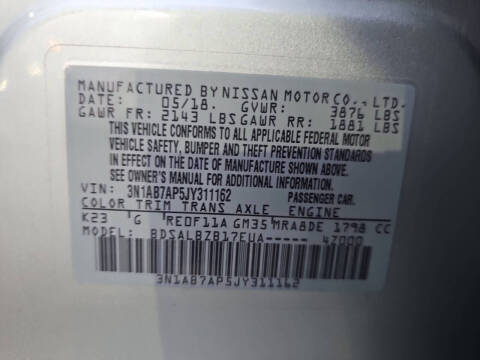 MANUFACTURED BY NISSAN MOTOR CO., LTD.
DATE: 05/18. GVWR: 3876 LBS
GAWR FR: 2143 LBS GAWR RR: 1881 LBS
THIS VEHICLE CONFORMS TO ALL APPLICABLE FEDERAL MOTOR
VEHICLE SAFETY, BUMPER AND THEFT PREVENTION STANDARDS
IN EFFECT ON THE DATE OF MANUFACTURE SHOWN ABOVE.
SEE OWNER'S MANUAL FOR ADDITIONAL INFORMATION
VIN: 3N1AB7AP5JY311162 PASSENGER CAR.
COLOR TRIM TRANS AXLE ENGINE
K23 G RE0F11A GM35 MRA8DE 1798 CC
MODEL: BDSALBZB17EUA----- 47000
3N1AB7AP5JY311162